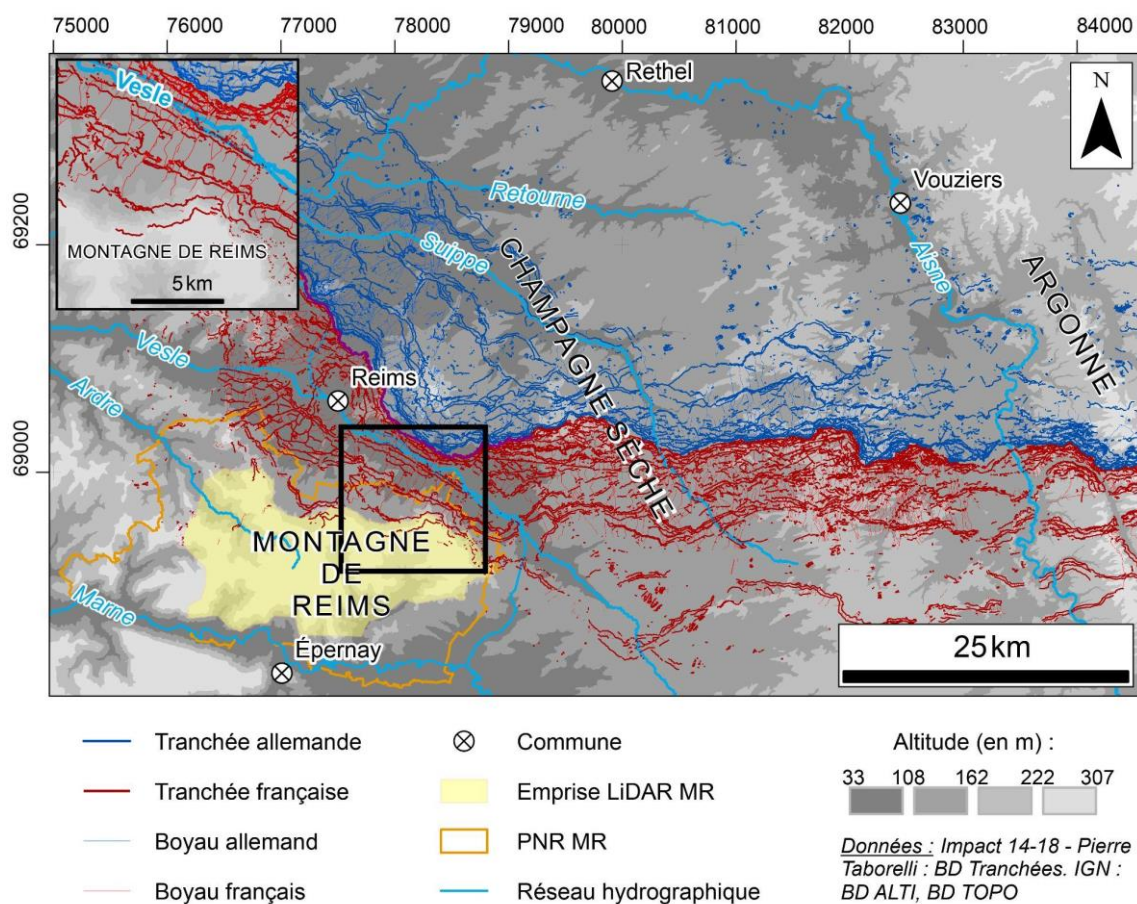 75000 76000 77000 78000 79000 80000 81000 82000 83000 84000
Vesle
MONTAGNE DE REIMS
5 km
N
Rethel
Vouziers
Retourne
Suippe
Aisne
69200
CHAMPAGNE SÈCHE
ARGONNE
Vesle
Ardre
Reims
69000
MONTAGNE
DE
REIMS
Marne
Épernay
25 km
Tranchée allemande
Tranchée française
Boyau allemand
Boyau français
Commune
Emprise LiDAR MR
PNR MR
Réseau hydrographique
Altitude (en m) :
33 108 162 222 307
Données : Impact 14-18 - Pierre
Taborelli : BD Tranchées. IGN :
BD ALTI, BD TOPO